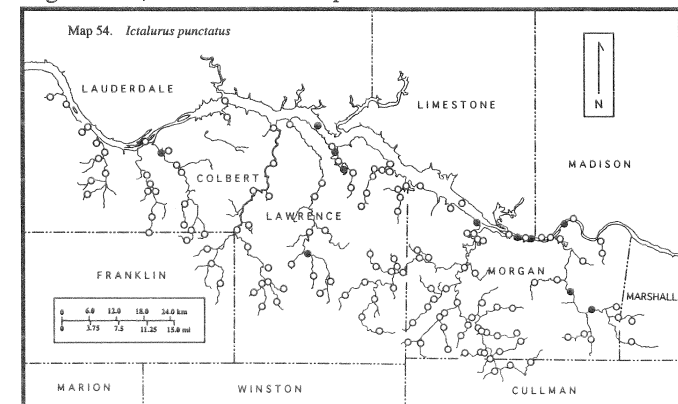 Map 54. Ictalurus punctatus
LAUDERDALE
LIMESTONE
N
MADISON
COLBERT
LAWRENCE
FRANKLIN
MORGAN
MARSHALL
0 6.0 12.0 18.0 24.0 km
0 3.75 7.5 11.25 15.0 mi
MARION
WINSTON
CULLMAN